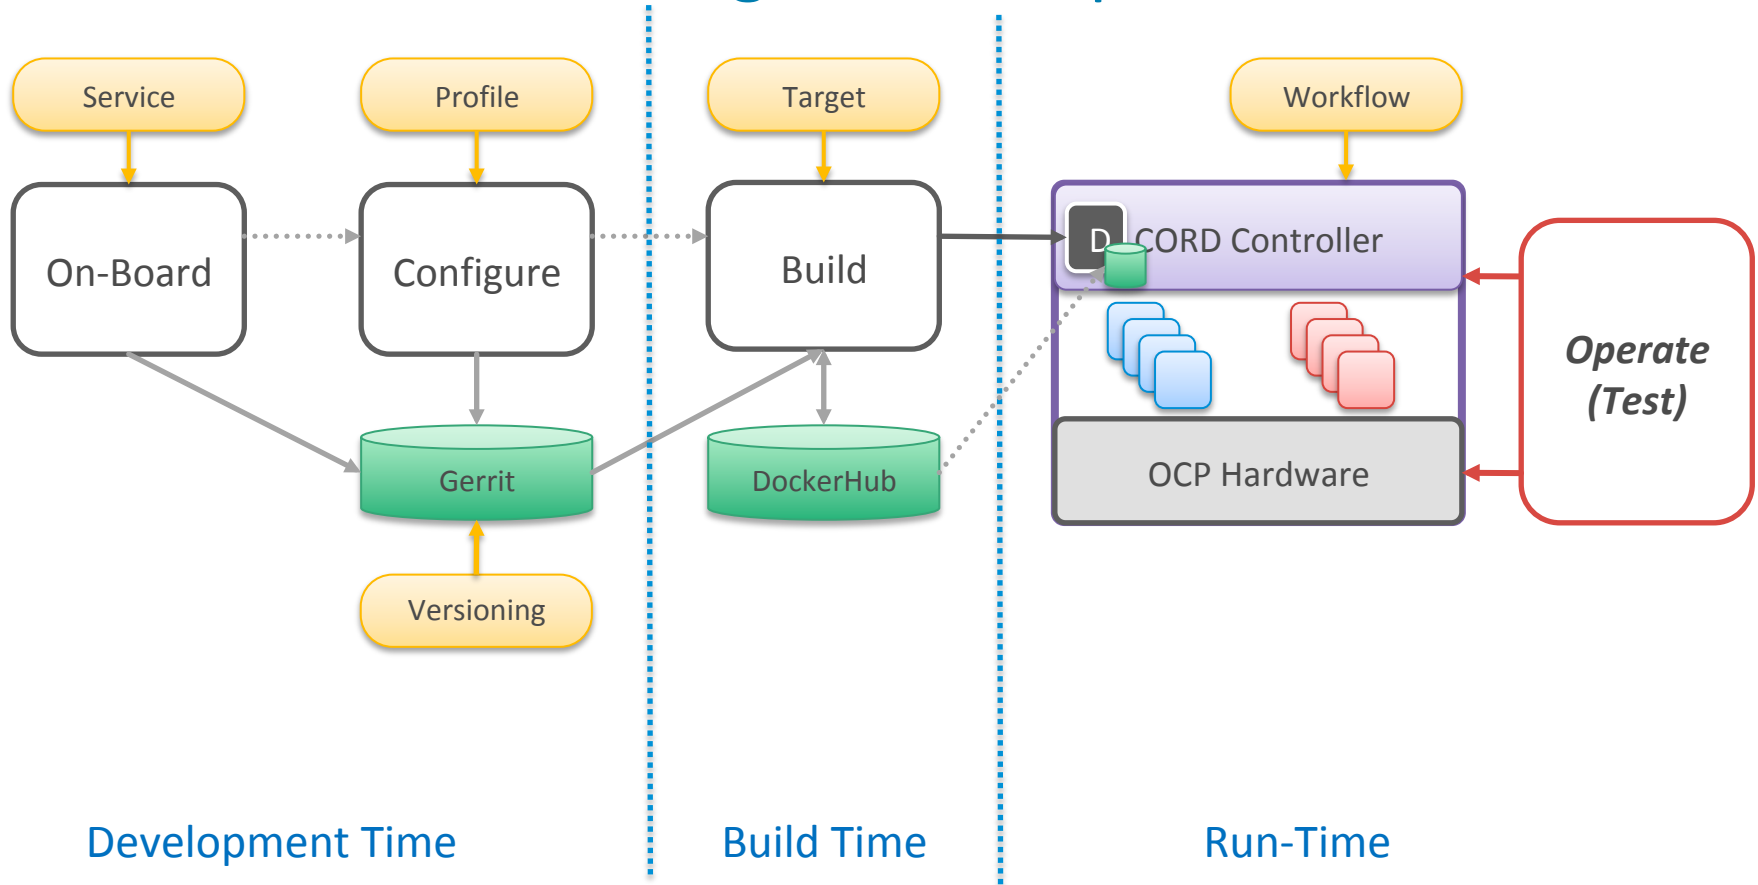 Service
Profile
Target
Workflow
On-Board
Configure
Build
D
CORD Controller
Operate
(Test)
Gerrit
DockerHub
OCP Hardware
Versioning
Development Time
Build Time
Run-Time